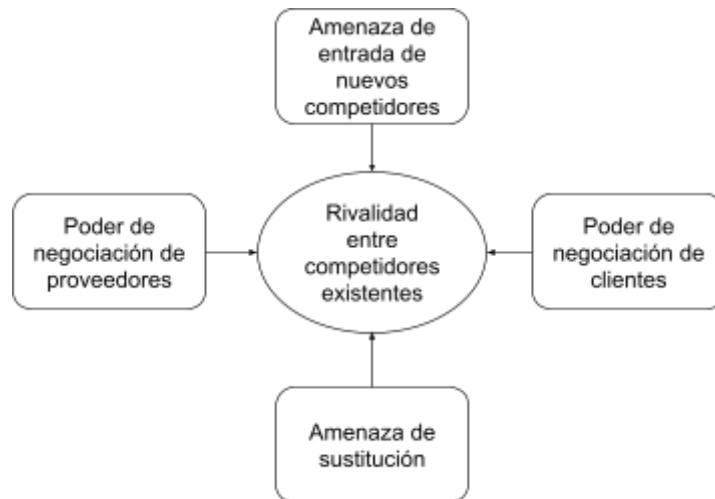 Amenaza de
entrada de
nuevos
competidores
Poder de
negociación de
proveedores
Rivalidad
entre
competidores
existentes
Poder de
negociación de
clientes
Amenaza de
sustitución